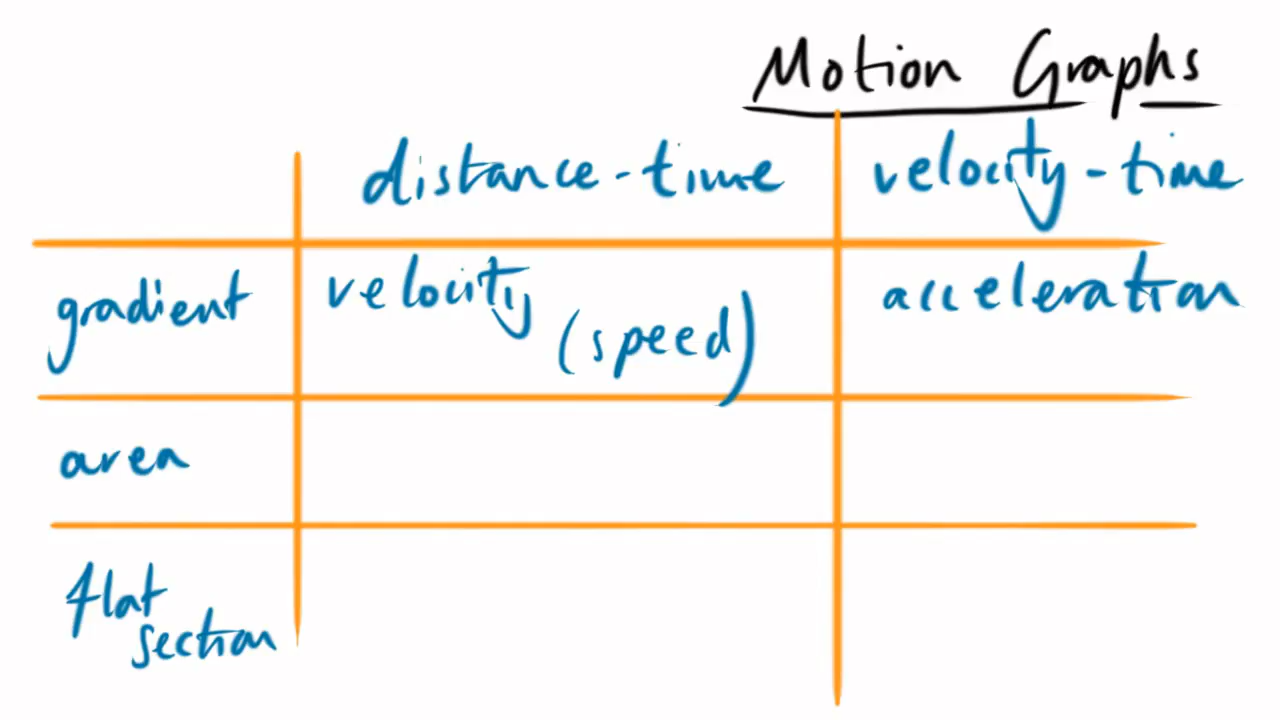 Motion Graphs
distance-time velocity-time
gradient velocity (speed) acceleration
area
flat
section